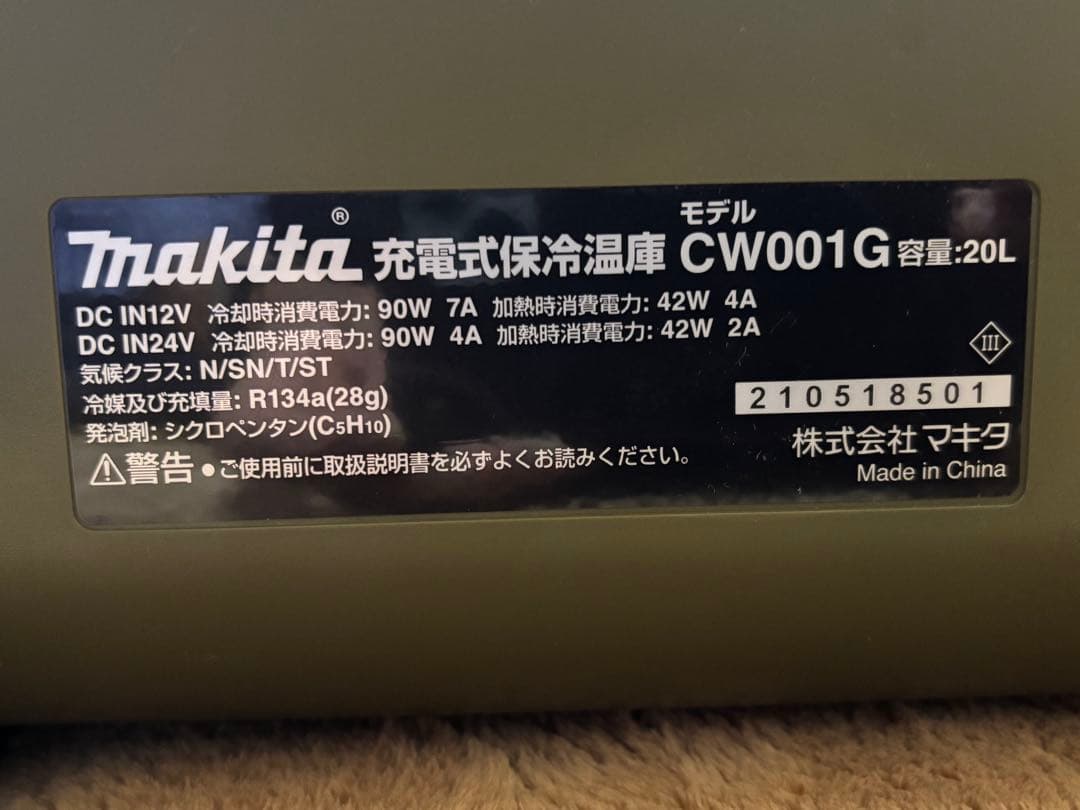 makita® 充電式保冷温庫 モデル CW001G 容量:20L
DC IN12V 冷却時消費電力: 90W 7A 加熱時消費電力: 42W 4A
DC IN24V 冷却時消費電力: 90W 4A 加熱時消費電力: 42W 2A
気候クラス: N/SN/T/ST
III
冷媒及び充填量: R134a(28g)
210518501
発泡剤: シクロペンタン(C5H10)
株式会社 マキタ
⚠警告 ●ご使用前に取扱説明書を必ずよくお読みください。
Made in China